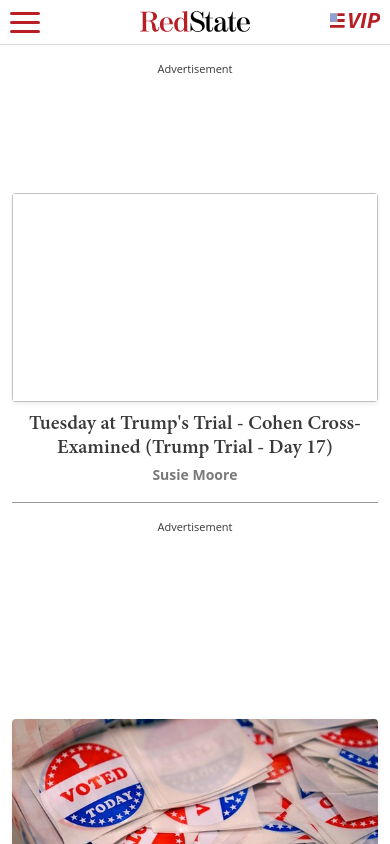 RedState
VIP
Advertisement
Tuesday at Trump's Trial - Cohen Cross-
Examined (Trump Trial - Day 17)
Susie Moore
Advertisement
I
VOTED
TODAY